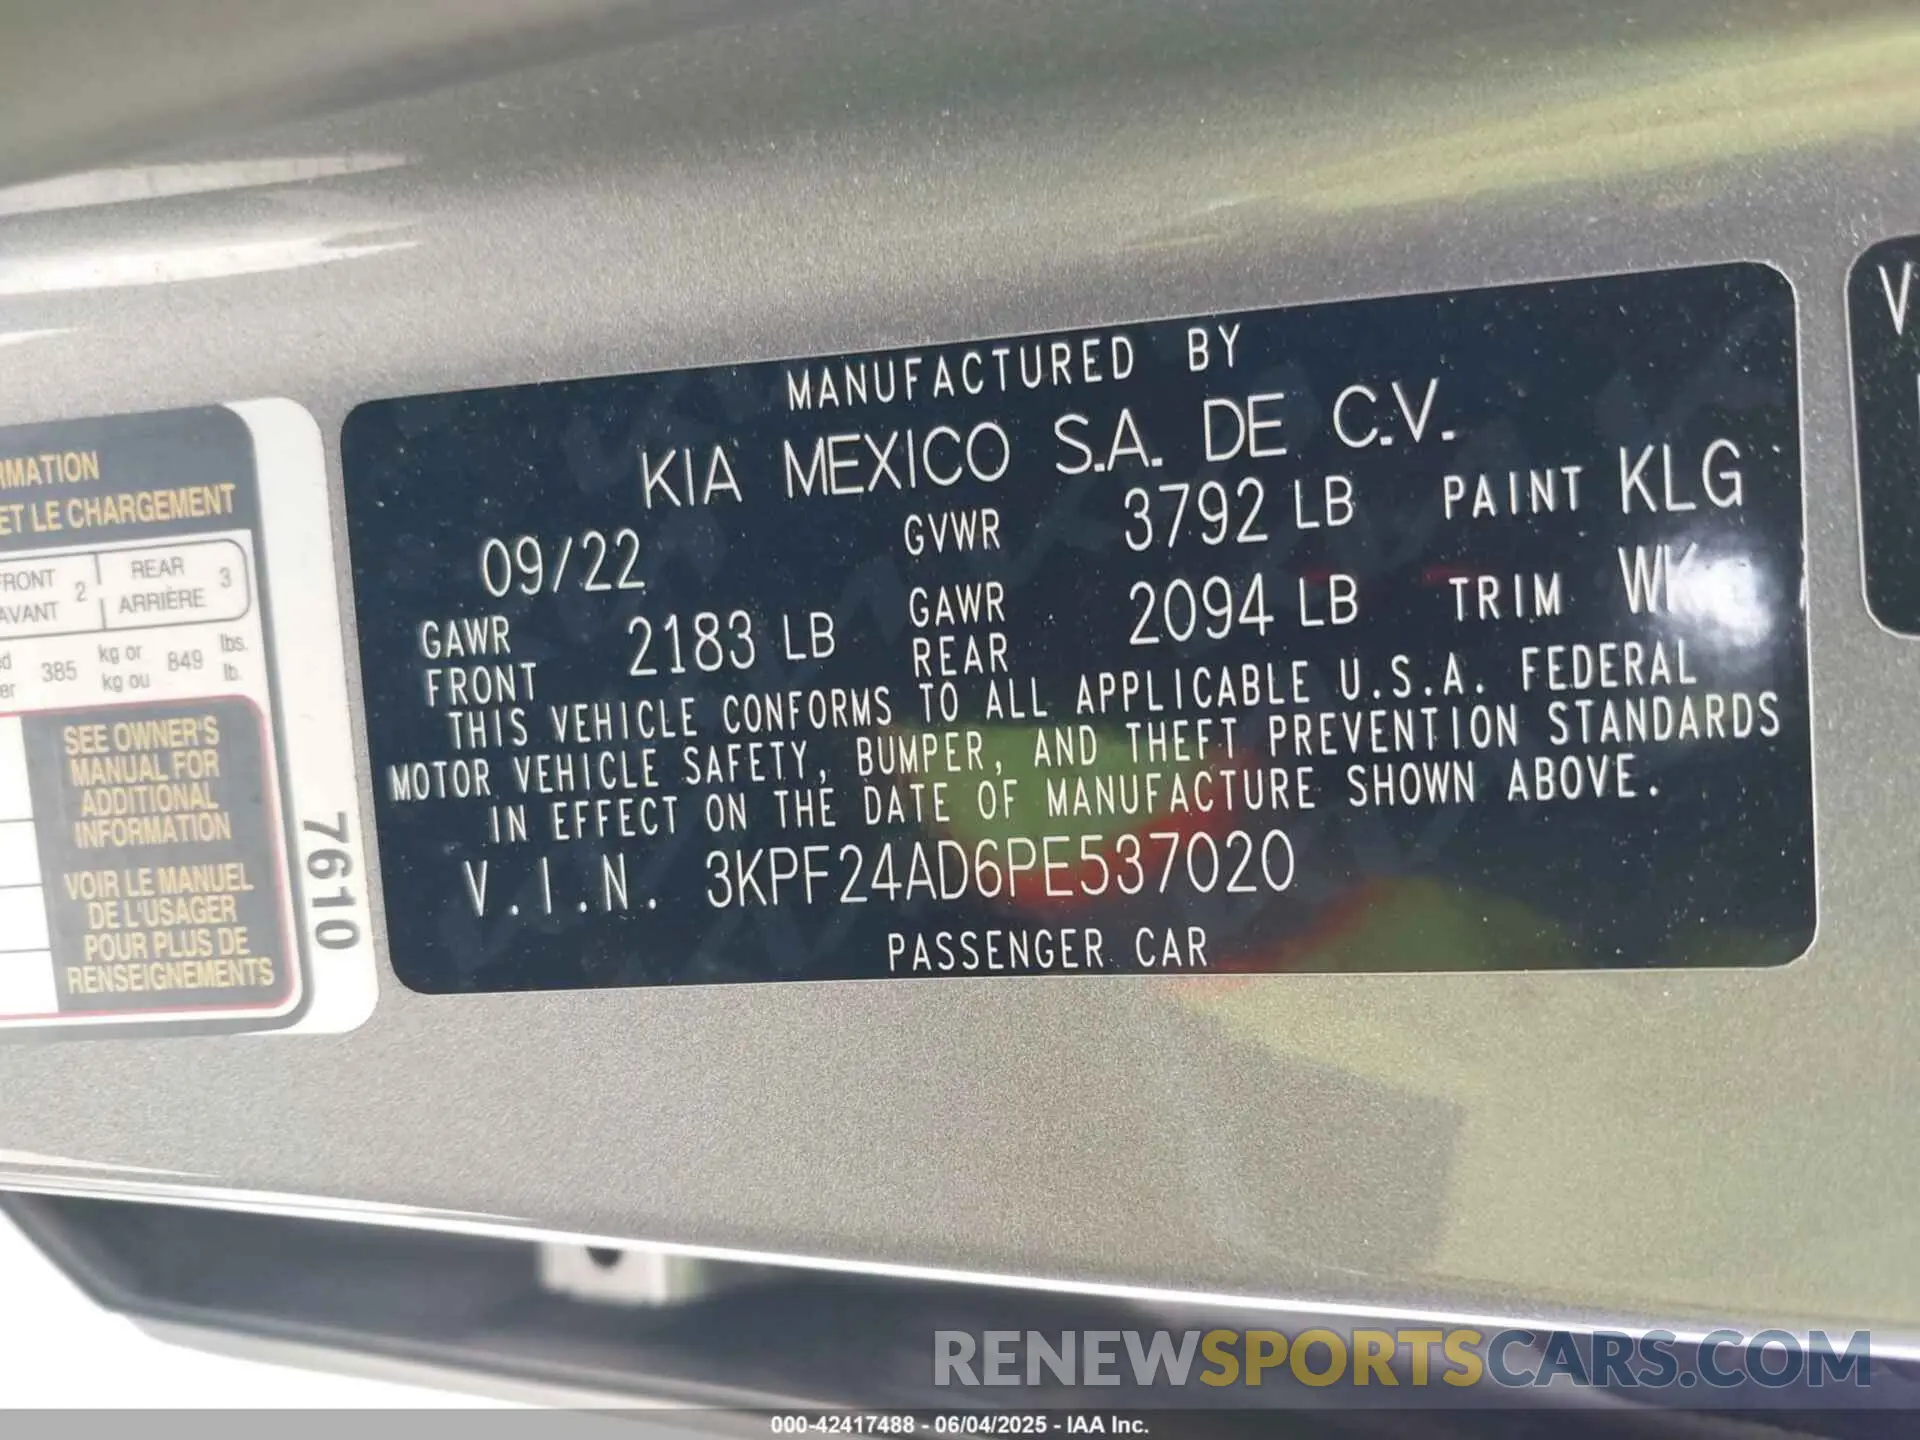 RMATION
ET LE CHARGEMENT
FRONT 2 REAR 3
AVANT ARRIÈRE
385 kg or 849 lbs.
kg ou lb.
SEE OWNER'S
MANUAL FOR
ADDITIONAL
INFORMATION
VOIR LE MANUEL
DE L'USAGER
POUR PLUS DE
RENSEIGNEMENTS
7610
MANUFACTURED BY
KIA MEXICO S.A. DE C.V.
09/22 GVWR 3792 LB PAINT KLG
GAWR FRONT 2183 LB GAWR REAR 2094 LB TRIM
THIS VEHICLE CONFORMS TO ALL APPLICABLE U.S.A. FEDERAL
MOTOR VEHICLE SAFETY, BUMPER, AND THEFT PREVENTION STANDARDS
IN EFFECT ON THE DATE OF MANUFACTURE SHOWN ABOVE.
V.I.N. 3KPF24AD6PE537020
PASSENGER CAR
V
RENEWSPORTSCARS.COM
000-42417488 - 06/04/2025 - IAA Inc.